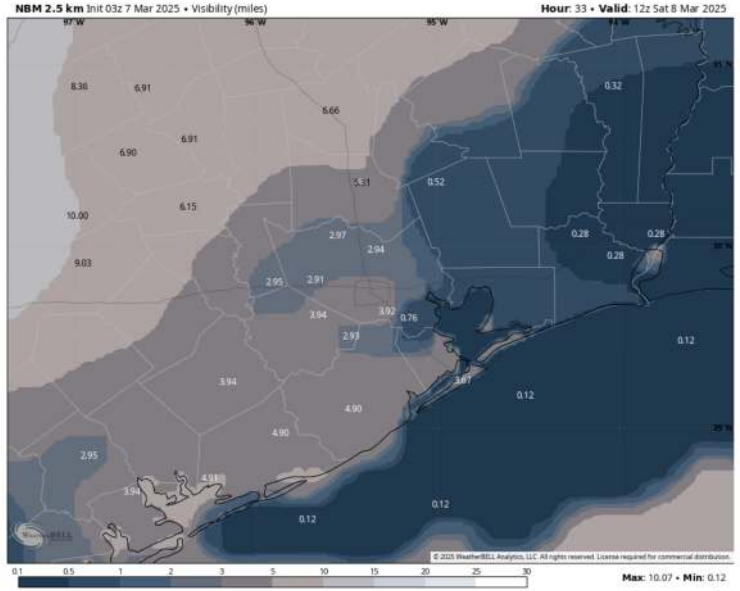 NBM 2.5 km Init 03z 7 Mar 2025 • Visibility (miles) Hour: 33 • Valid: 12z Sat 8 Mar 2025
97°W 96°W 95°W 94°W
31°N
8.36 6.91 0.32
6.66
6.91
6.90
5.31 0.52
6.15
10.00
2.97 0.28 0.28
2.94 30°N
0.28
9.03
2.95 2.91
3.94 3.92 0.76
2.93 0.12
3.94 3.67
0.12
4.90
4.90 29°N
2.95
4.91
3.94
0.12
0.12
WeatherBELL
© 2025 WeatherBELL Analytics, LLC. All rights reserved. License required for commercial distribution.
0.1 0.5 1 2 3 5 10 15 20 25 30
Max: 10.07 • Min: 0.12